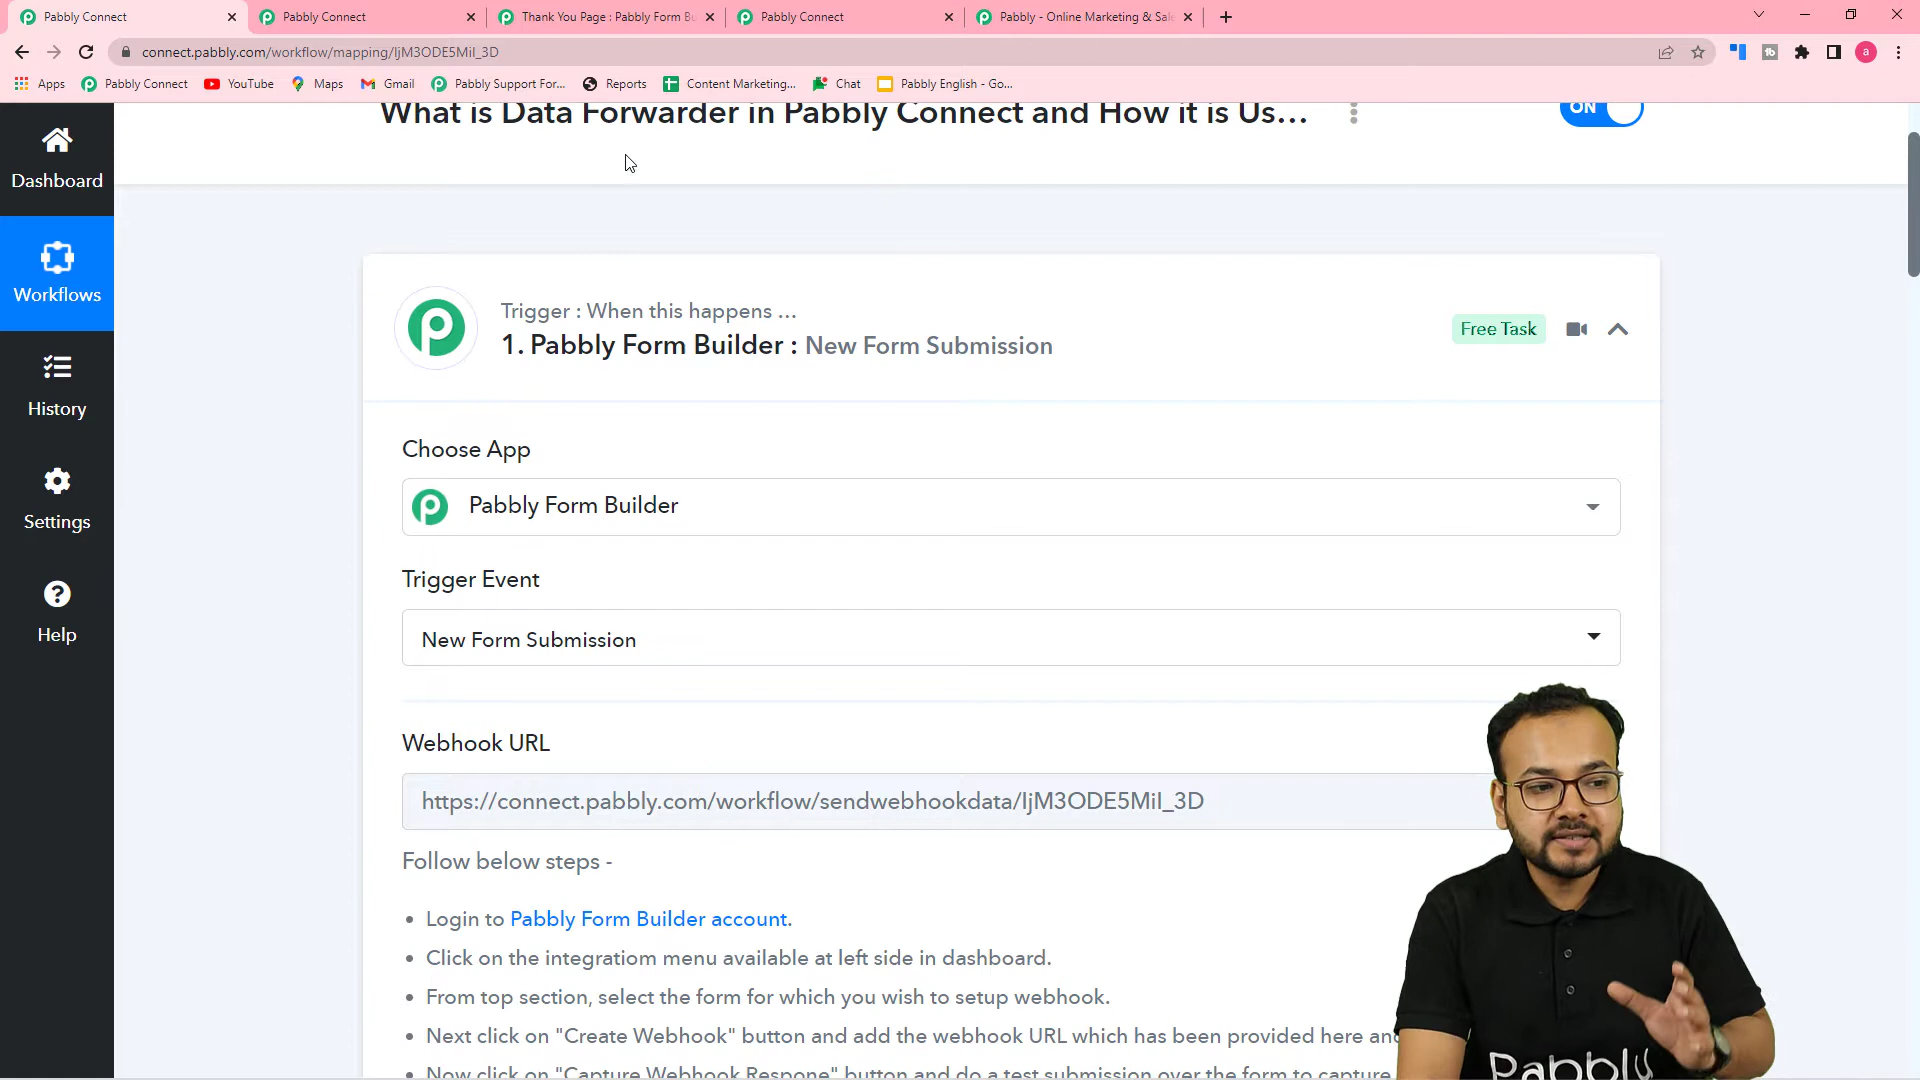 Pabbly Connect
Pabbly Connect
Thank You Page : Pabbly Form Bu
Pabbly Connect
Pabbly - Online Marketing & Sale
connect.pabbly.com/workflow/mapping/IjM3ODE5MiI_3D
Apps
Pabbly Connect
YouTube
Maps
Gmail
Pabbly Support For...
Reports
Content Marketing...
Chat
Pabbly English - Go...
What is Data Forwarder in Pabbly Connect and How it is Us...
ON
Dashboard
Workflows
History
Settings
Help
Trigger : When this happens ...
1. Pabbly Form Builder : New Form Submission
Free Task
Choose App
Pabbly Form Builder
Trigger Event
New Form Submission
Webhook URL
https://connect.pabbly.com/workflow/sendwebhookdata/IjM3ODE5MiI_3D
Follow below steps -
Login to Pabbly Form Builder account.
Click on the integratiom menu available at left side in dashboard.
From top section, select the form for which you wish to setup webhook.
Next click on "Create Webhook" button and add the webhook URL which has been provided here and
Now click on "Capture Webhook Respone" button and do a test submission over the form to capture
Pabbly